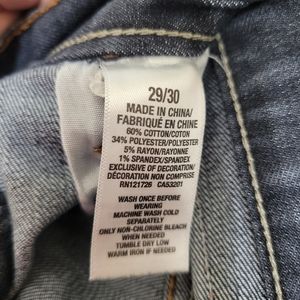 29/30
MADE IN CHINA/
FABRIQUÉ EN CHINE
60% COTTON/COTON
34% POLYESTER/POLYESTER
5% RAYON/RAYONNE
1% SPANDEX/SPANDEX
EXCLUSIVE OF DECORATION/
DÉCORATION NON COMPRISE
RN121726 CA53201
WASH ONCE BEFORE
WEARING
MACHINE WASH COLD
SEPARATELY
ONLY NON-CHLORINE BLEACH
WHEN NEEDED
TUMBLE DRY LOW
WARM IRON IF NEEDED